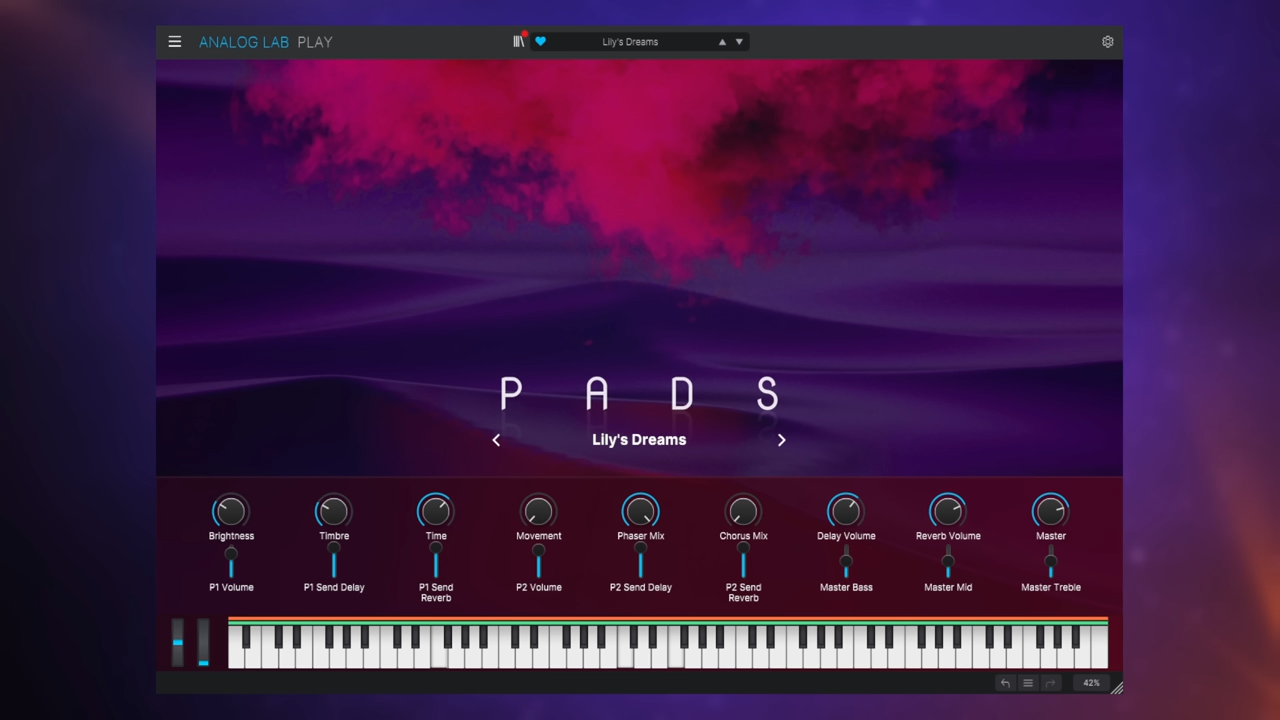 ANALOG LAB PLAY
Lily's Dreams
P A D S
Lily's Dreams
Brightness
Timbre
Time
Movement
Phaser Mix
Chorus Mix
Delay Volume
Reverb Volume
Master
P1 Volume
P1 Send Delay
P1 Send
Reverb
P2 Volume
P2 Send Delay
P2 Send
Reverb
Master Bass
Master Mid
Master Treble
42%